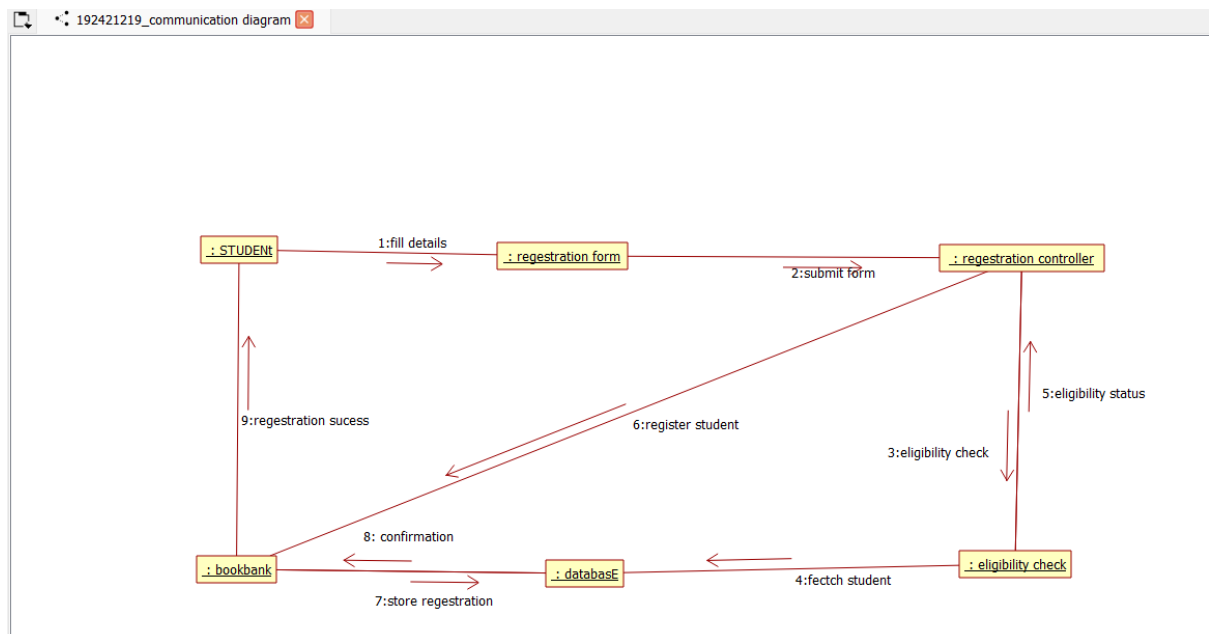 192421219_communication diagram
: STUDENt
1:fill details
: regestration form
2:submit form
: regestration controller
9:regestration sucess
6:register student
5:eligibility status
3:eligibility check
8: confirmation
: bookbank
7:store regestration
: databasE
4:fectch student
: eligibility check